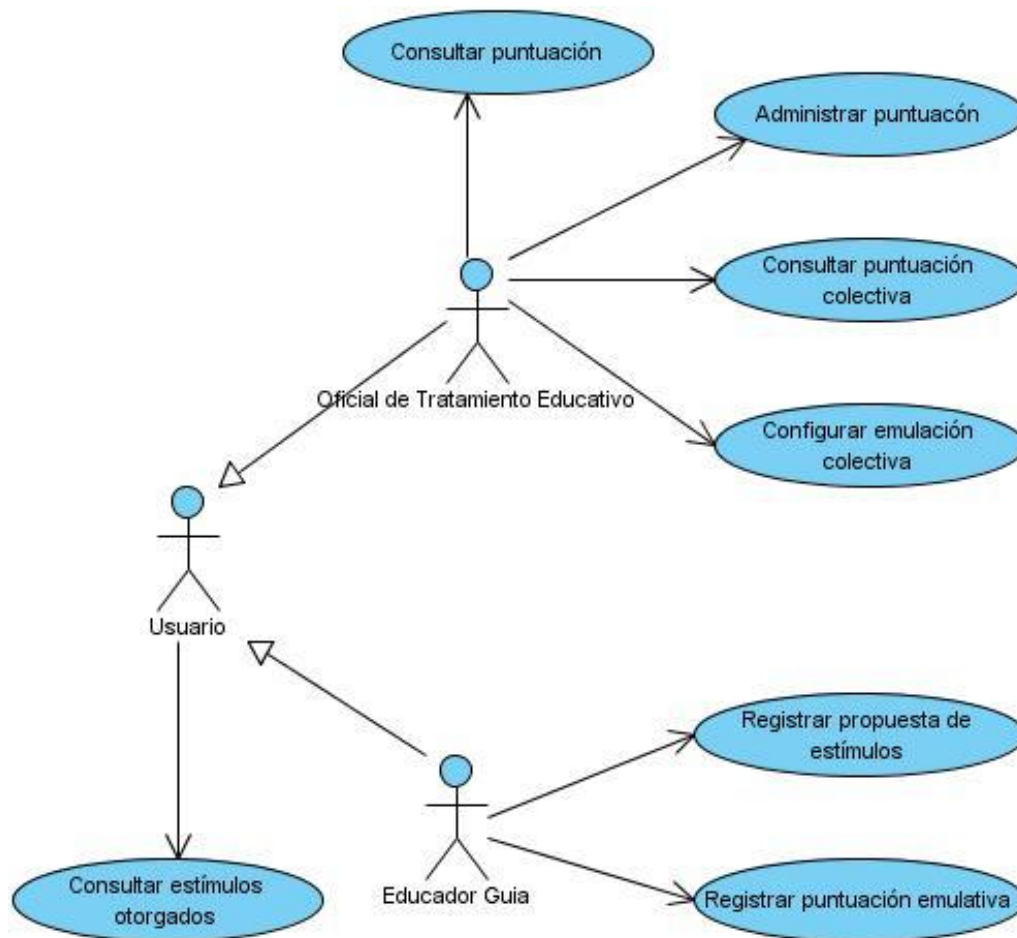 Consultar puntuación
Administrar puntuacón
Consultar puntuación
colectiva
Oficial de Tratamiento Educativo
Configurar emulación
colectiva
Usuario
Registrar propuesta de
estímulos
Educador Guia
Consultar estímulos
otorgados
Registrar puntuación emulativa